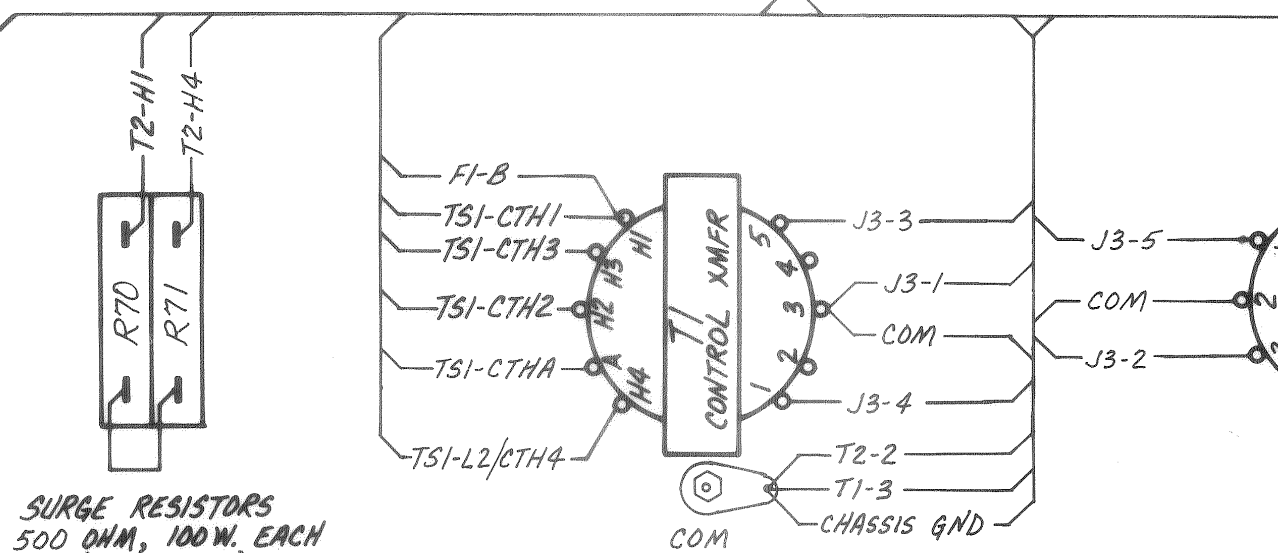 T2-H1
T2-H4
R70
R71
SURGE RESISTORS
500 OHM, 100W. EACH
F1-B
TS1-CTH1
TS1-CTH3
TS1-CTH2
TS1-CTHA
TS1-L2/CTH4
H1
H3
H2
A
H4
T1
CONTROL XMFR
5
4
3
2
1
J3-3
J3-1
COM
J3-4
T2-2
T1-3
CHASSIS GND
COM
J3-5
COM
J3-2
2